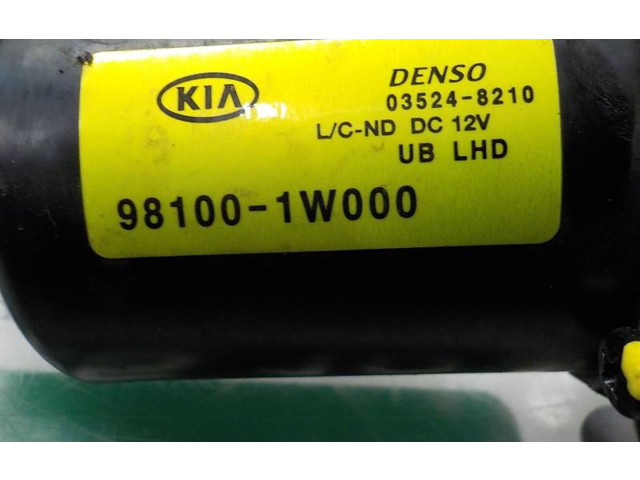 KIA
DENSO
03524-8210
L/C-ND DC 12V
UB LHD
98100-1W000